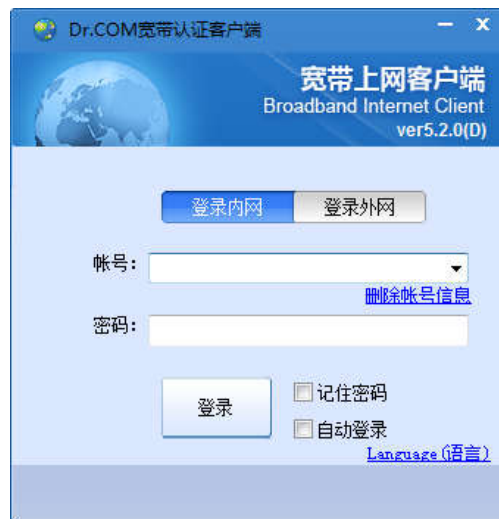 Dr.COM宽带认证客户端
宽带上网客户端
Broadband Internet Client
ver5.2.0(D)
登录内网 登录外网
帐号：
删除帐号信息
密码：
登录
记住密码
自动登录
Language(语言)